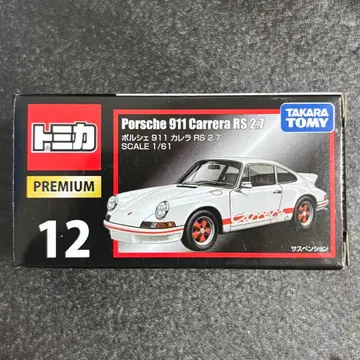 トミカ
PREMIUM
12
Porsche 911 Carrera RS 2.7
ポルシェ 911 カレラ RS 2.7
SCALE 1/61
TAKARA
TOMY
Carrera
サスペンション